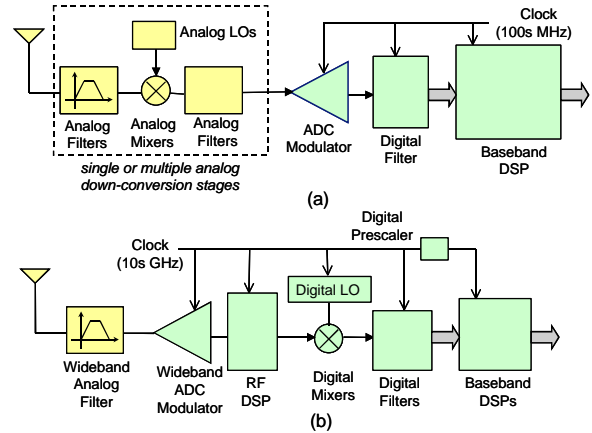 Analog LOs
Clock
(100s MHz)
Analog
Filters
Analog
Mixers
Analog
Filters
ADC
Modulator
Digital
Filter
Baseband
DSP
single or multiple analog
down-conversion stages
(a)
Digital
Prescaler
Clock
(10s GHz)
Digital LO
Wideband
Analog
Filter
Wideband
ADC
Modulator
RF
DSP
Digital
Mixers
Digital
Filters
Baseband
DSPs
(b)